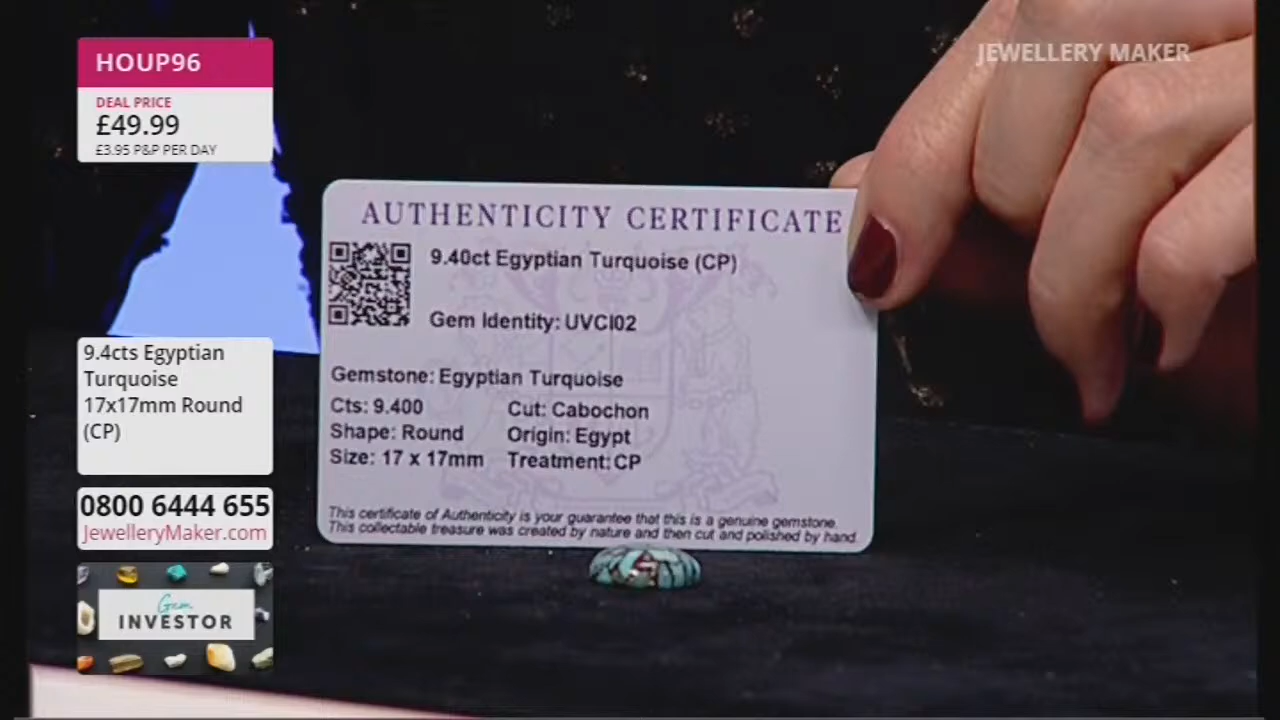 HOUP96
DEAL PRICE
£49.99
£3.95 P&P PER DAY
JEWELLERY MAKER
AUTHENTICITY CERTIFICATE
9.40ct Egyptian Turquoise (CP)
Gem Identity: UVCI02
Gemstone: Egyptian Turquoise
Cts: 9.400 Cut: Cabochon
Shape: Round Origin: Egypt
Size: 17 x 17mm Treatment: CP
This certificate of Authenticity is your guarantee that this is a genuine gemstone.
This collectable treasure was created by nature and then cut and polished by hand.
9.4cts Egyptian
Turquoise
17x17mm Round
(CP)
0800 6444 655
JewelleryMaker.com
Gem
INVESTOR